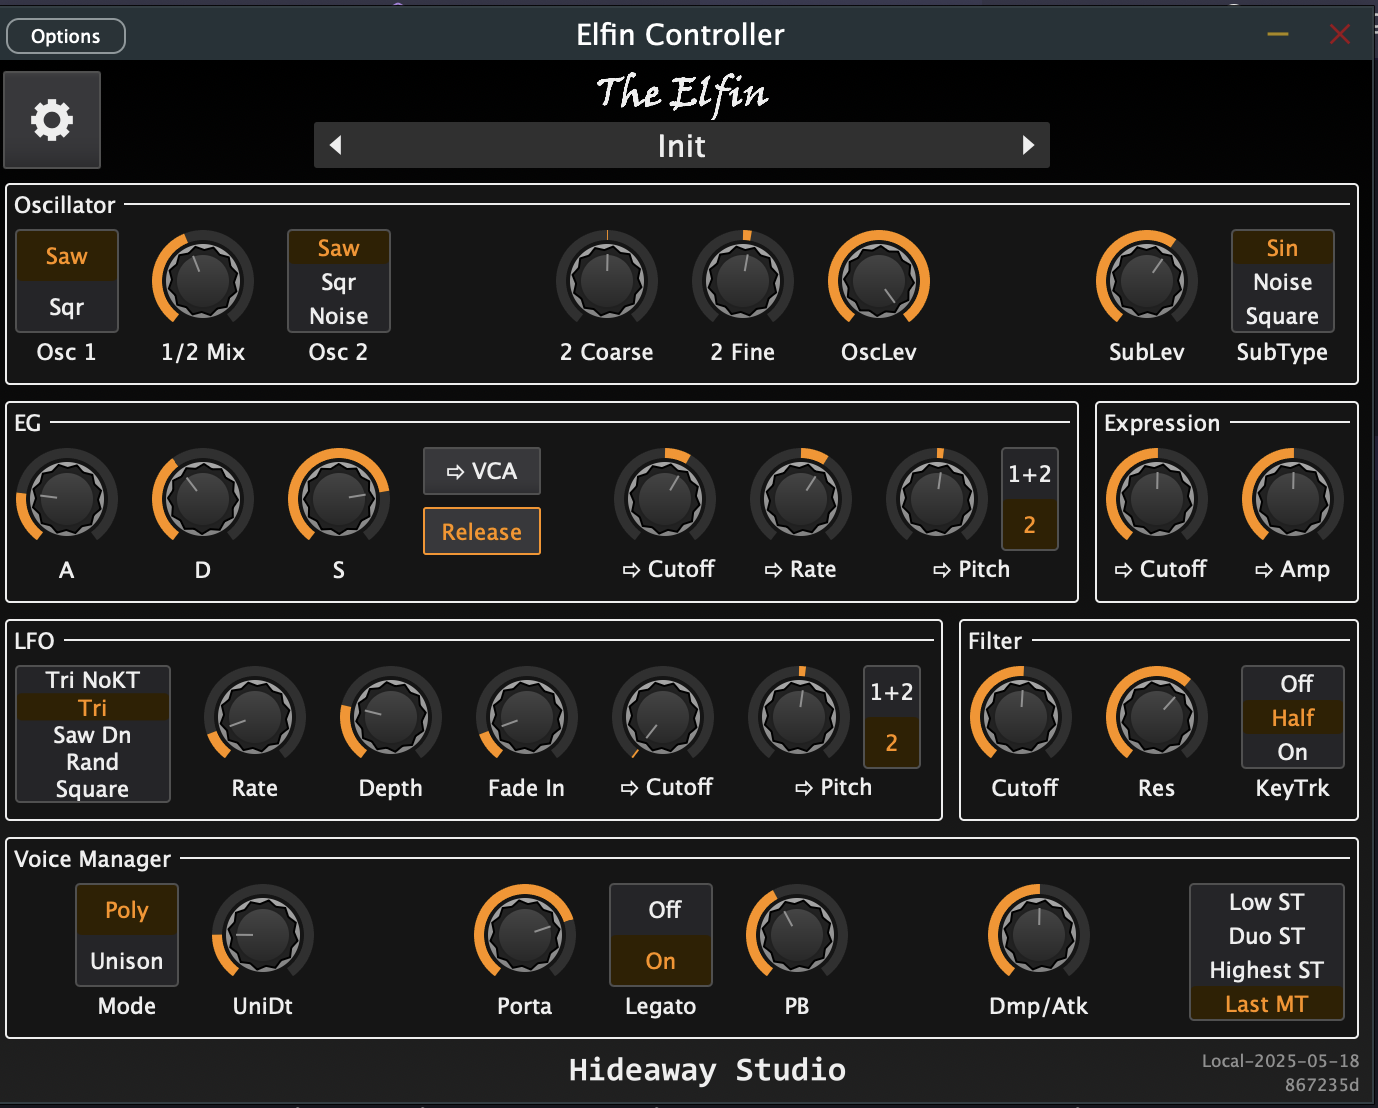 Options
Elfin Controller
The Elfin
Init
Oscillator
Saw
Sqr
Osc 1
1/2 Mix
Saw
Sqr
Noise
Osc 2
2 Coarse
2 Fine
OscLev
SubLev
Sin
Noise
Square
SubType
EG
A
D
S
⇨ VCA
Release
⇨ Cutoff
⇨ Rate
⇨ Pitch
1+2
2
Expression
⇨ Cutoff
⇨ Amp
LFO
Tri NoKT
Tri
Saw Dn
Rand
Square
Rate
Depth
Fade In
⇨ Cutoff
⇨ Pitch
1+2
2
Filter
Cutoff
Res
Off
Half
On
KeyTrk
Voice Manager
Poly
Unison
Mode
UniDt
Porta
Off
On
Legato
PB
Dmp/Atk
Low ST
Duo ST
Highest ST
Last MT
Hideaway Studio
Local-2025-05-18
867235d